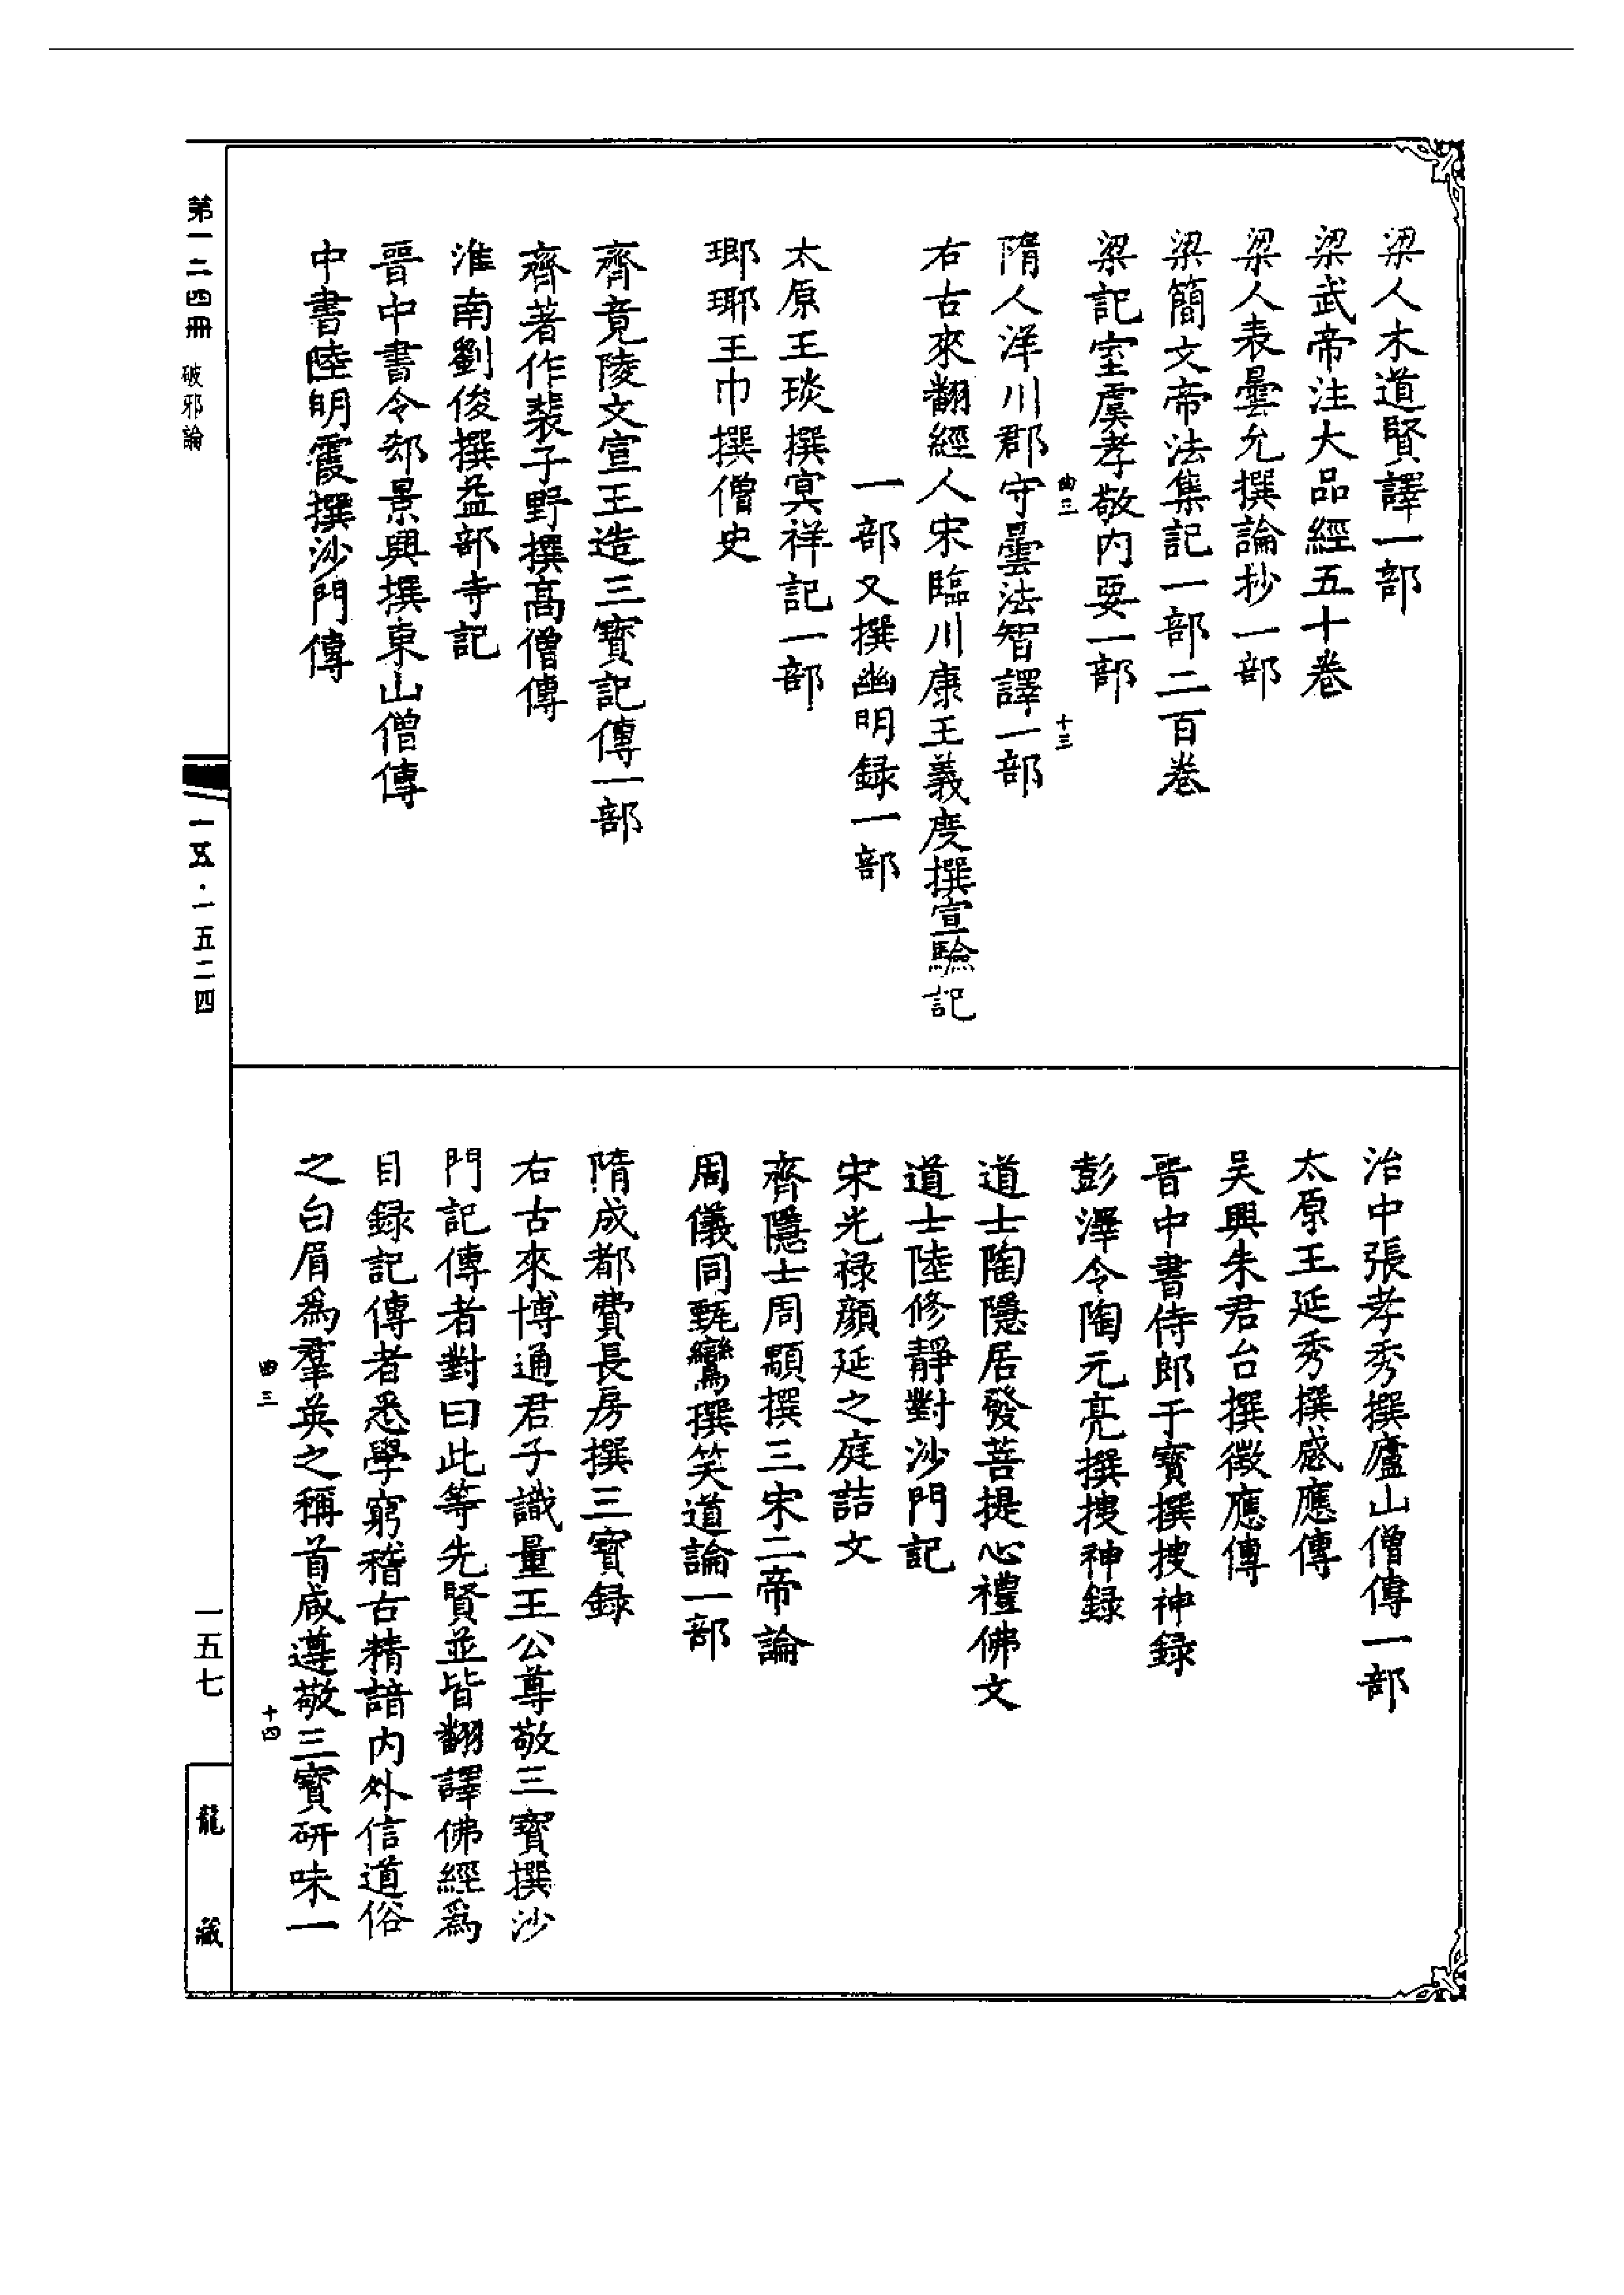 梁人木道賢譯一部
梁武帝注大品經五十卷
梁人表曇允撰論抄一部
梁簡文帝法集記一部二百卷
梁記室虞孝敬內要一部
曲三
十三
隋人洋川郡守曇法智譯一部
右古來翻經人宋臨川康王義慶撰宣驗記
一部又撰幽明録一部
太原王琰撰冥祥記一部
瑯琊王巾撰僧史
齊竟陵文宣王造三寶記傳一部
齊著作裴子野撰高僧傳
淮南劉俊撰益部寺記
晉中書令郄景興撰東山僧傳
中書陸明霞撰沙門傳
治中張孝秀撰廬山僧傳一部
太原王延秀撰感應傳
吴興朱君台撰徵應傳
晉中書侍郎于寶撰搜神録
彭澤令陶元亮撰搜神録
道士陶隱居發菩提心禮佛文
道士陸修靜對沙門記
宋光禄顏延之庭誥文
齊隱士周顒撰三宋二帝論
周儀同甄鸞撰笑道論一部
隋成都費長房撰三寶録
右古來博通君子識量王公尊敬三寶撰沙
門記傳者對曰此等先賢並皆翻譯佛經爲
目録記傳者悉學窮稽古精諳内外信道俗
之白眉爲羣英之稱首咸遵敬三寶研味一
四三
十四
第一二四冊 破邪論
一五·一五二四
一五七
龍藏